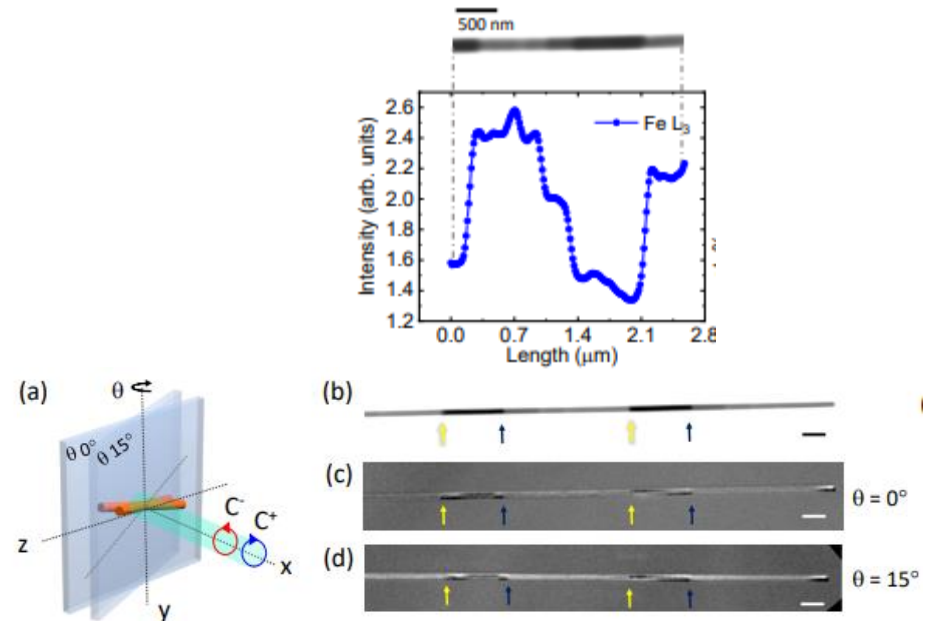 500 nm
Fe L3
Intensity (arb. units)
2.6
2.4
2.2
2.0
1.8
1.6
1.4
1.2
0.0 0.7 1.4 2.1 2.8
Length (μm)
(a)
θ
θ 0°
θ 15°
C⁻
C⁺
z
x
y
(b)
(c)
θ = 0°
(d)
θ = 15°